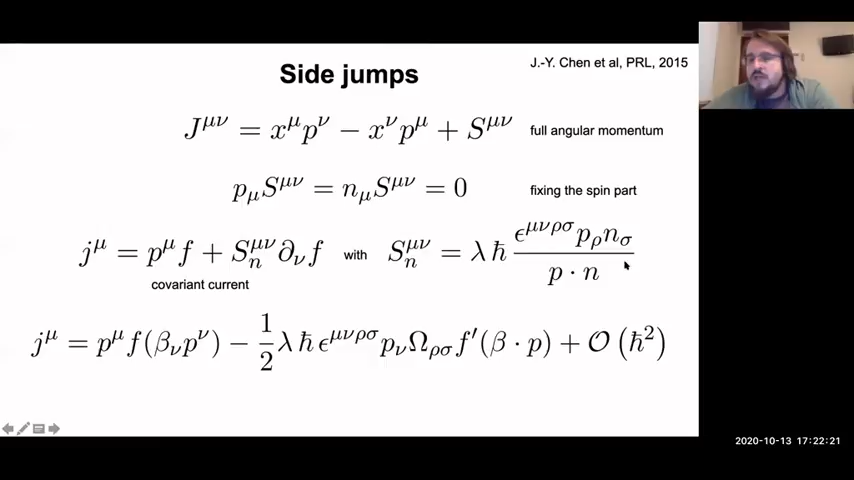 Side jumps
J.-Y. Chen et al, PRL, 2015
J^{μν} = x^μ p^ν − x^ν p^μ + S^{μν} full angular momentum
p_μ S^{μν} = n_μ S^{μν} = 0 fixing the spin part
j^μ = p^μ f + S_n^{μν} ∂_ν f with S_n^{μν} = λ ħ \frac{ϵ^{μνρσ} p_ρ n_σ}{p · n}
covariant current
j^μ = p^μ f(β_ν p^ν) − \frac{1}{2} λ ħ ϵ^{μνρσ} p_ν Ω_{ρσ} f′(β · p) + O(ħ^2)
2020-10-13 17:22:21